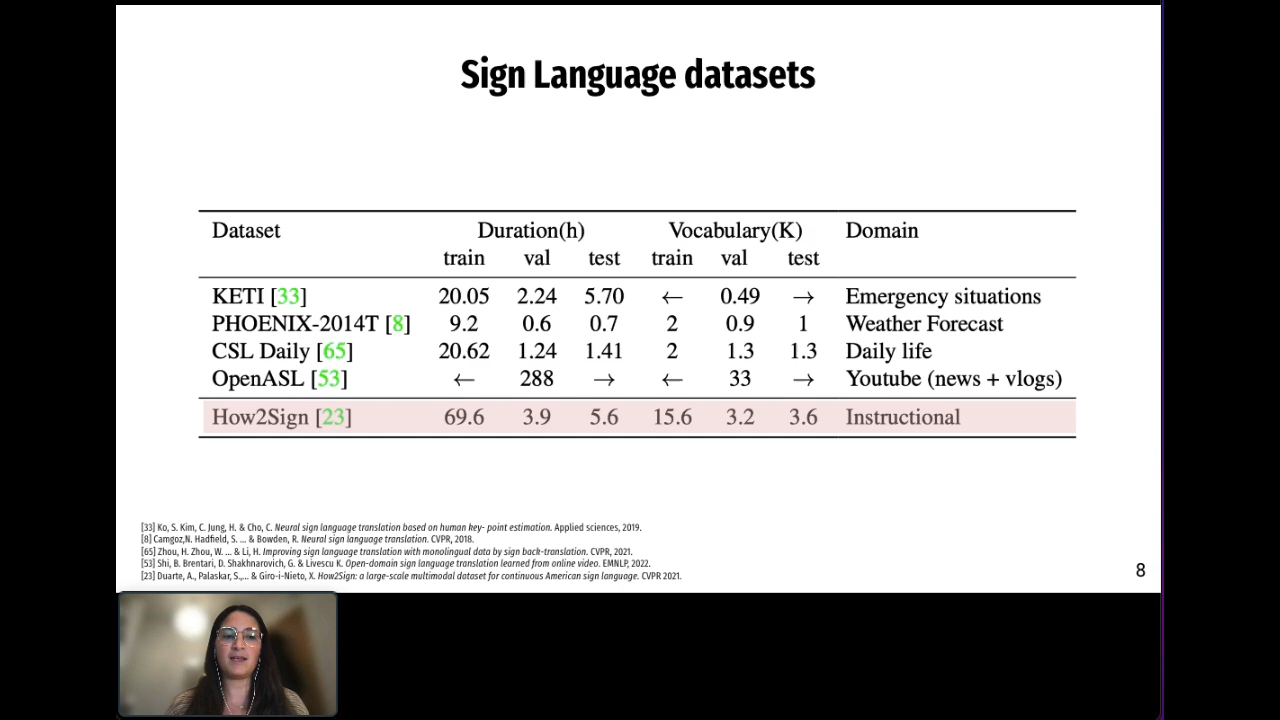 Sign Language datasets
Dataset Duration(h) Vocabulary(K) Domain
train val test train val test
KETI [33] 20.05 2.24 5.70 ← 0.49 → Emergency situations
PHOENIX-2014T [8] 9.2 0.6 0.7 2 0.9 1 Weather Forecast
CSL Daily [65] 20.62 1.24 1.41 2 1.3 1.3 Daily life
OpenASL [53] ← 288 → ← 33 → Youtube (news + vlogs)
How2Sign [23] 69.6 3.9 5.6 15.6 3.2 3.6 Instructional
[33] Ko, S. Kim, C. Jung, H. & Cho, C. Neural sign language translation based on human key- point estimation. Applied sciences, 2019.
[8] Camgoz,N. Hadfield, S. ... & Bowden, R. Neural sign language translation. CVPR, 2018.
[65] Zhou, H. Zhou, W. ... & Li, H. Improving sign language translation with monolingual data by sign back-translation. CVPR, 2021.
[53] Shi, B. Brentari, D. Shakhnarovich, G. & Livescu K. Open-domain sign language translation learned from online video. EMNLP, 2022.
[23] Duarte, A., Palaskar, S.,... & Giro-i-Nieto, X. How2Sign: a large-scale multimodal dataset for continuous American sign language. CVPR 2021.
8